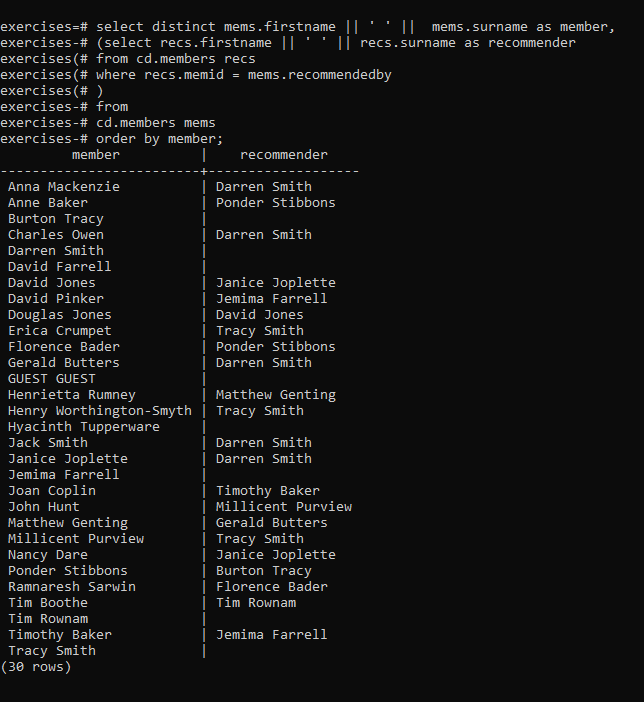 exercises=# select distinct mems.firstname || ' ' ||  mems.surname as member,
exercises-# (select recs.firstname || ' ' || recs.surname as recommender
exercises(# from cd.members recs
exercises(# where recs.memid = mems.recommendedby
exercises(# )
exercises-# from
exercises-# cd.members mems
exercises-# order by member;
         member          |    recommender
-------------------------+-------------------
 Anna Mackenzie          | Darren Smith
 Anne Baker              | Ponder Stibbons
 Burton Tracy            |
 Charles Owen            | Darren Smith
 Darren Smith            |
 David Farrell           |
 David Jones             | Janice Joplette
 David Pinker            | Jemima Farrell
 Douglas Jones           | David Jones
 Erica Crumpet           | Tracy Smith
 Florence Bader          | Ponder Stibbons
 Gerald Butters          | Darren Smith
 GUEST GUEST             |
 Henrietta Rumney        | Matthew Genting
 Henry Worthington-Smyth | Tracy Smith
 Hyacinth Tupperware     |
 Jack Smith              | Darren Smith
 Janice Joplette         | Darren Smith
 Jemima Farrell          |
 Joan Coplin             | Timothy Baker
 John Hunt               | Millicent Purview
 Matthew Genting         | Gerald Butters
 Millicent Purview       | Tracy Smith
 Nancy Dare              | Janice Joplette
 Ponder Stibbons         | Burton Tracy
 Ramnaresh Sarwin        | Florence Bader
 Tim Boothe              | Tim Rownam
 Tim Rownam              |
 Timothy Baker           | Jemima Farrell
 Tracy Smith             |
(30 rows)